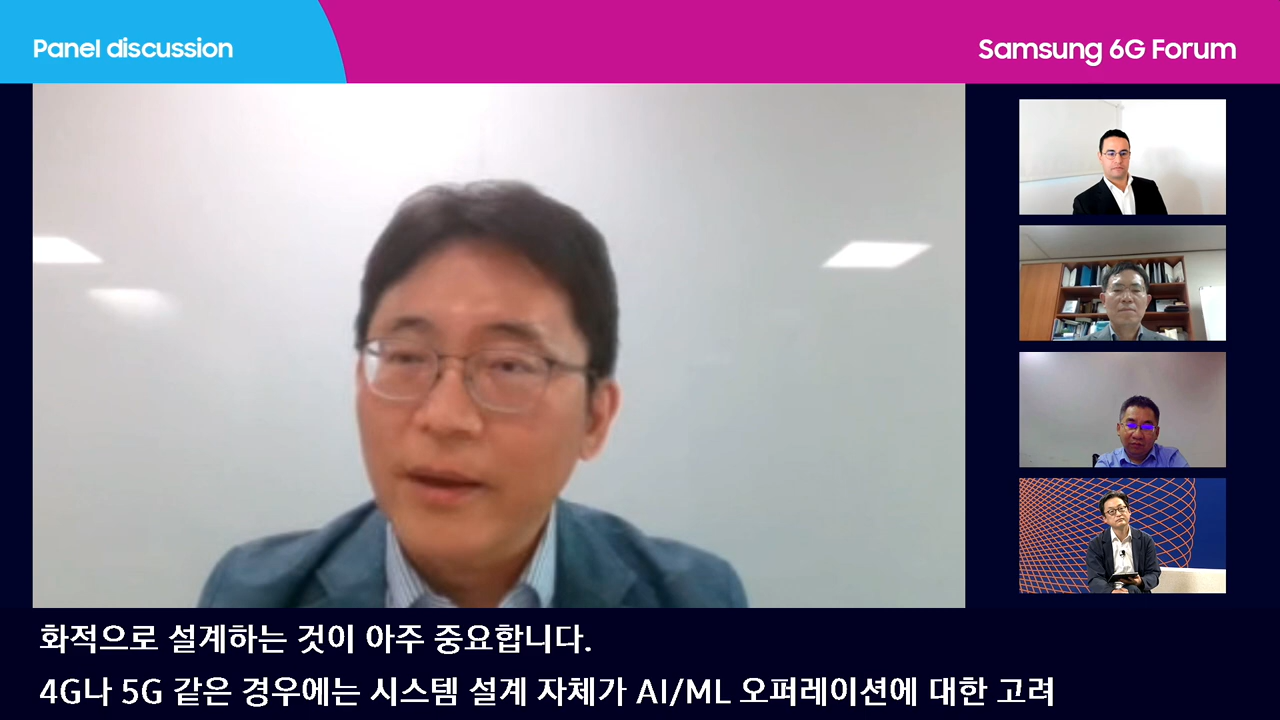 Panel discussion
Samsung 6G Forum
화적으로 설계하는 것이 아주 중요합니다.
4G나 5G 같은 경우에는 시스템 설계 자체가 AI/ML 오퍼레이션에 대한 고려